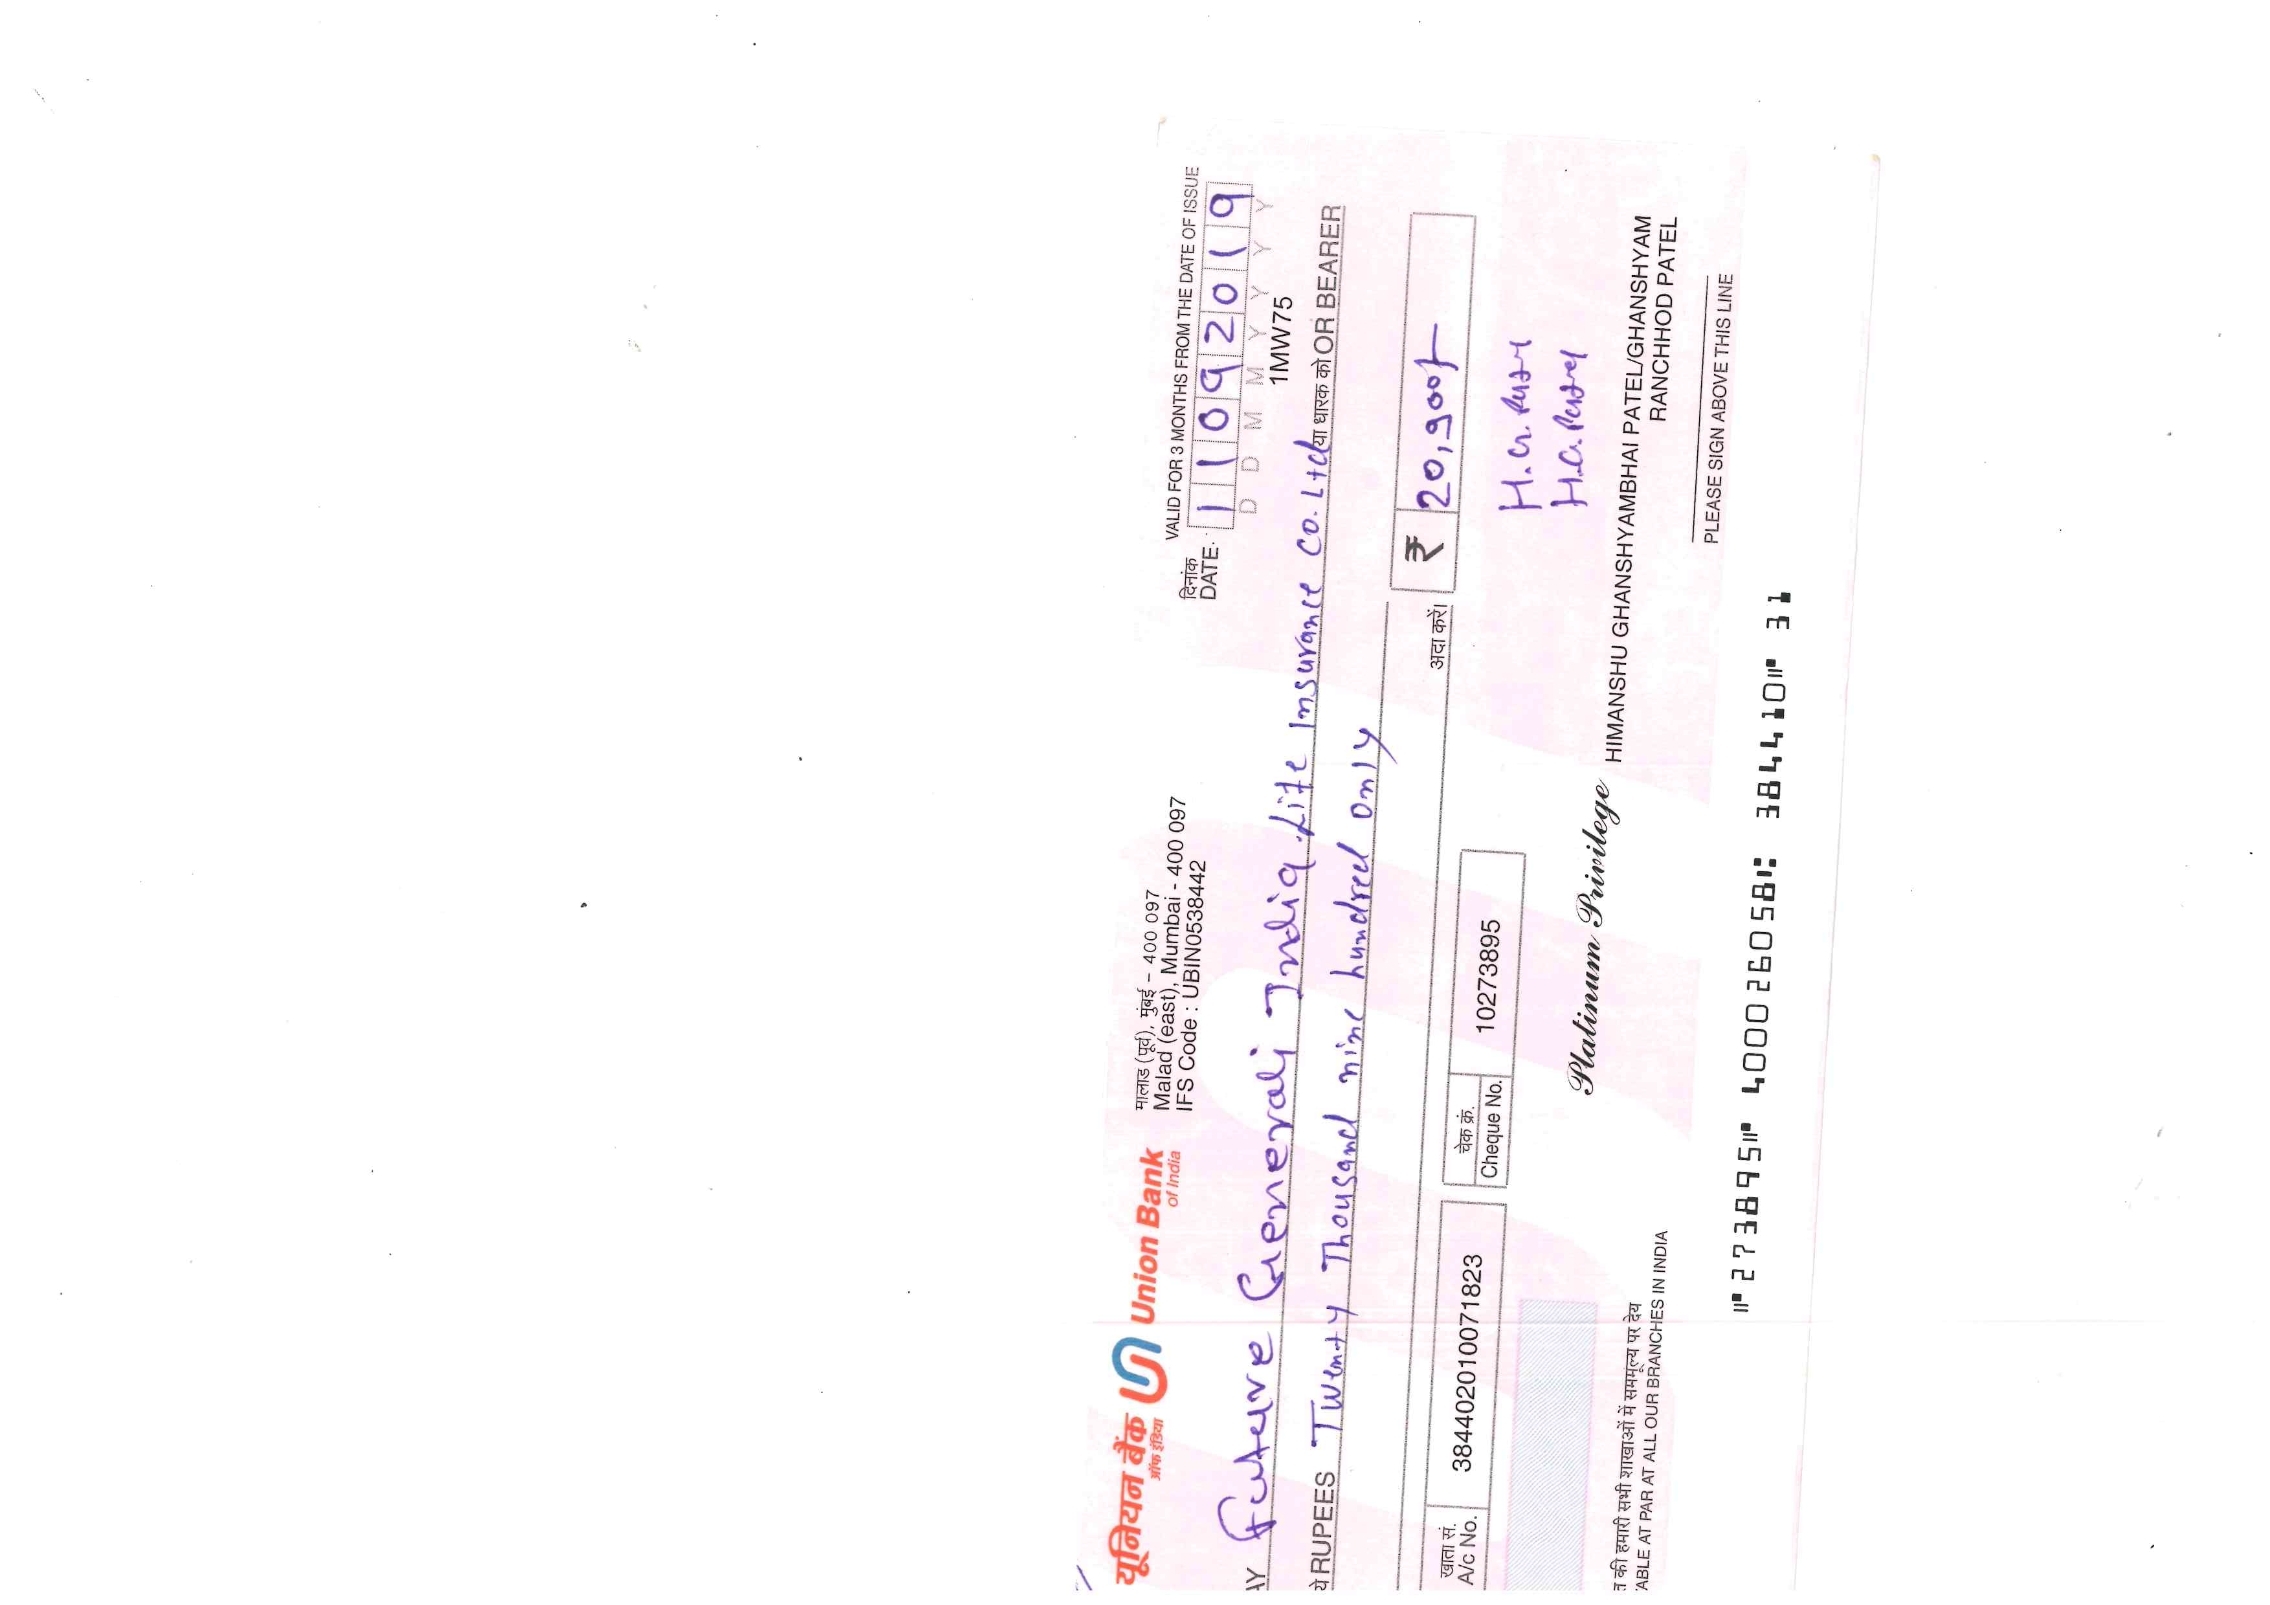 यूनियन बैंक Union Bank
ऑफ इंडिया of India
मालाड (पूर्व), मुंबई - 400 097
Malad (east), Mumbai - 400 097
IFS Code : UBIN0538442
VALID FOR 3 MONTHS FROM THE DATE OF ISSUE
दिनांक
DATE. 11092019
D D M M Y Y Y Y
1MW75
AY Future Generali India Life Insurance Co. Ltd या धारक को OR BEARER
ये RUPEES Twenty Thousand nine hundred only
अदा करें। ₹ 20,900/-
खाता सं.
A/c No. 384402010071823
चेक क्रं.
Cheque No. 10273895
H.G. Patel
H.G. Patel
Platinum Privilege HIMANSHU GHANSHYAMBHAI PATEL/GHANSHYAM
RANCHHOD PATEL
त की हमारी सभी शाखाओं में सममूल्य पर देय
ABLE AT PAR AT ALL OUR BRANCHES IN INDIA
PLEASE SIGN ABOVE THIS LINE
⑈273895⑈ 400026058⑆ 384410⑈ 31